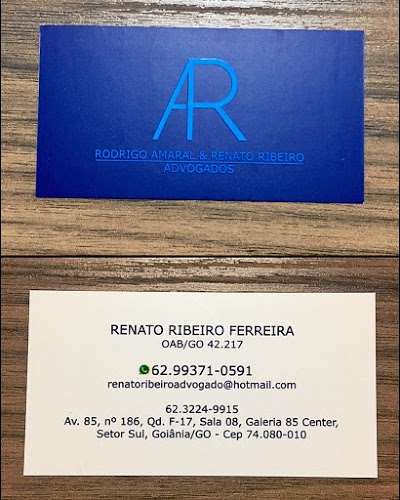 AR
RODRIGO AMARAL & RENATO RIBEIRO
ADVOGADOS
RENATO RIBEIRO FERREIRA
OAB/GO 42.217
62.99371-0591
renatoribeiroadvogado@hotmail.com
62.3224-9915
Av. 85, nº 186, Qd. F-17, Sala 08, Galeria 85 Center,
Setor Sul, Goiânia/GO - Cep 74.080-010